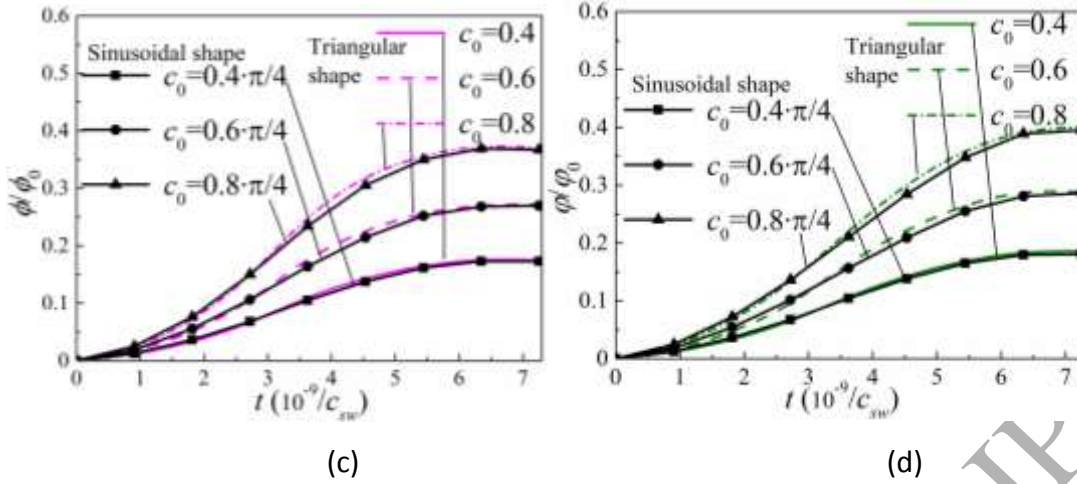 0.6
0.5
0.4
0.3
0.2
0.1
0
ϕ/ϕ₀
Sinusoidal shape
c₀=0.4·π/4
c₀=0.6·π/4
c₀=0.8·π/4
Triangular
shape
c₀=0.4
c₀=0.6
c₀=0.8
0 1 2 3 4 5 6 7
t (10⁻⁹/c_sw)
(c)
0.6
0.5
0.4
0.3
0.2
0.1
0
φ/φ₀
Triangular
shape
c₀=0.4
c₀=0.6
c₀=0.8
Sinusoidal shape
c₀=0.4·π/4
c₀=0.6·π/4
c₀=0.8·π/4
0 1 2 3 4 5 6 7
t (10⁻⁹/c_sw)
(d)